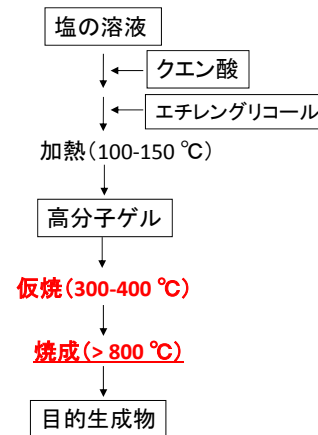 塩の溶液
クエン酸
エチレングリコール
加熱(100-150 ℃)
高分子ゲル
仮焼(300-400 ℃)
焼成(> 800 ℃)
目的生成物